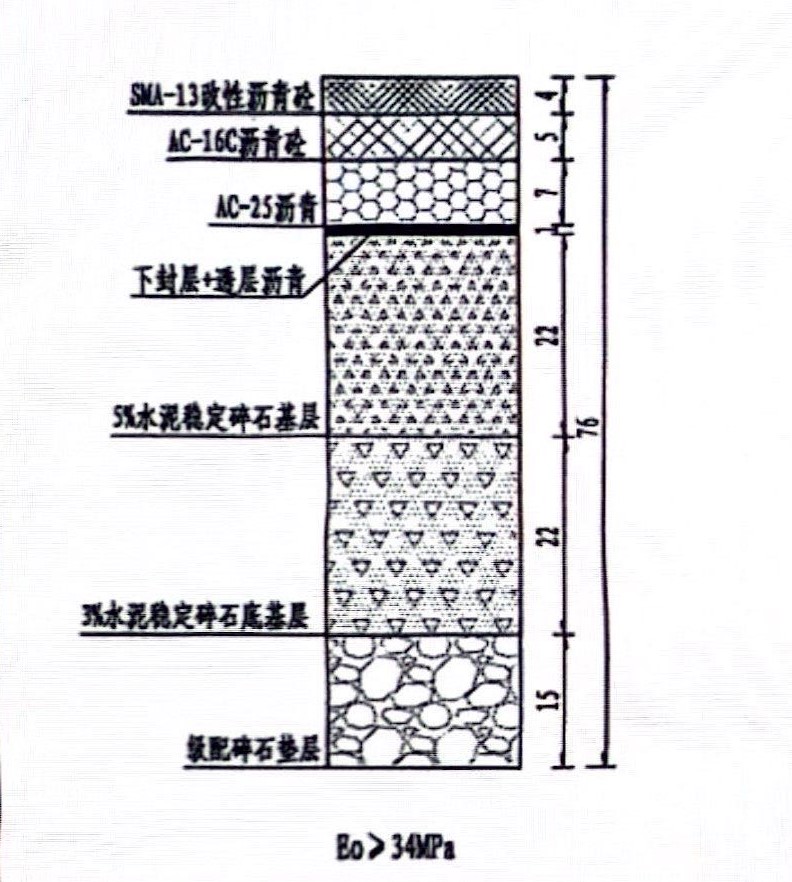 SMA-13改性沥青砼
4
AC-16C沥青砼
5
AC-25沥青
7
1
下封层+透层沥青
22
5%水泥稳定碎石基层
76
22
3%水泥稳定碎石底基层
15
级配碎石垫层
E0≥34MPa